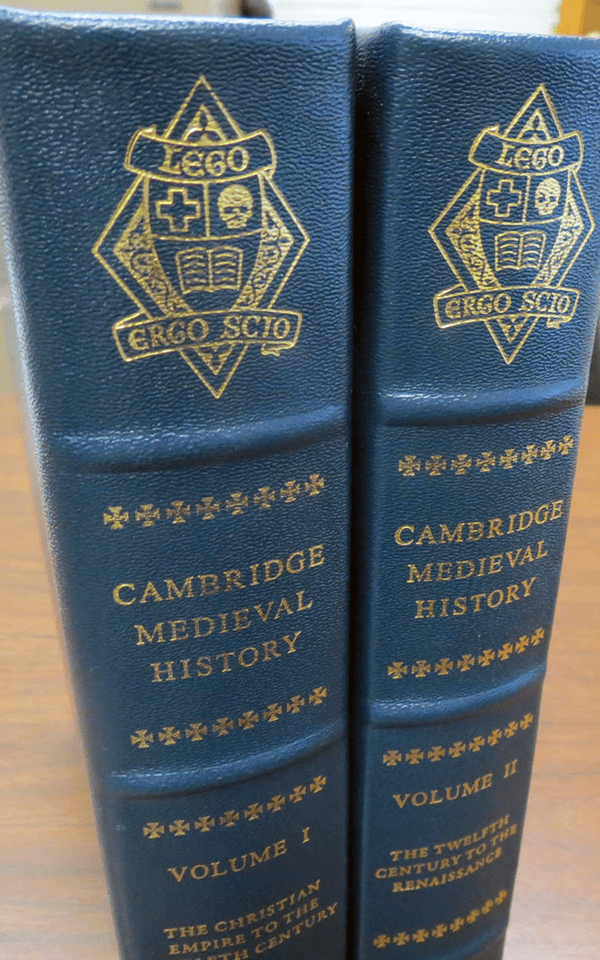 LEGO
ERGO SCIO
CAMBRIDGE
MEDIEVAL
HISTORY
VOLUME I
THE CHRISTIAN
EMPIRE TO THE
CENTURY
LEGO
ERGO SCIO
CAMBRIDGE
MEDIEVAL
HISTORY
VOLUME II
THE TWELFTH
CENTURY TO THE
RENAISSANCE